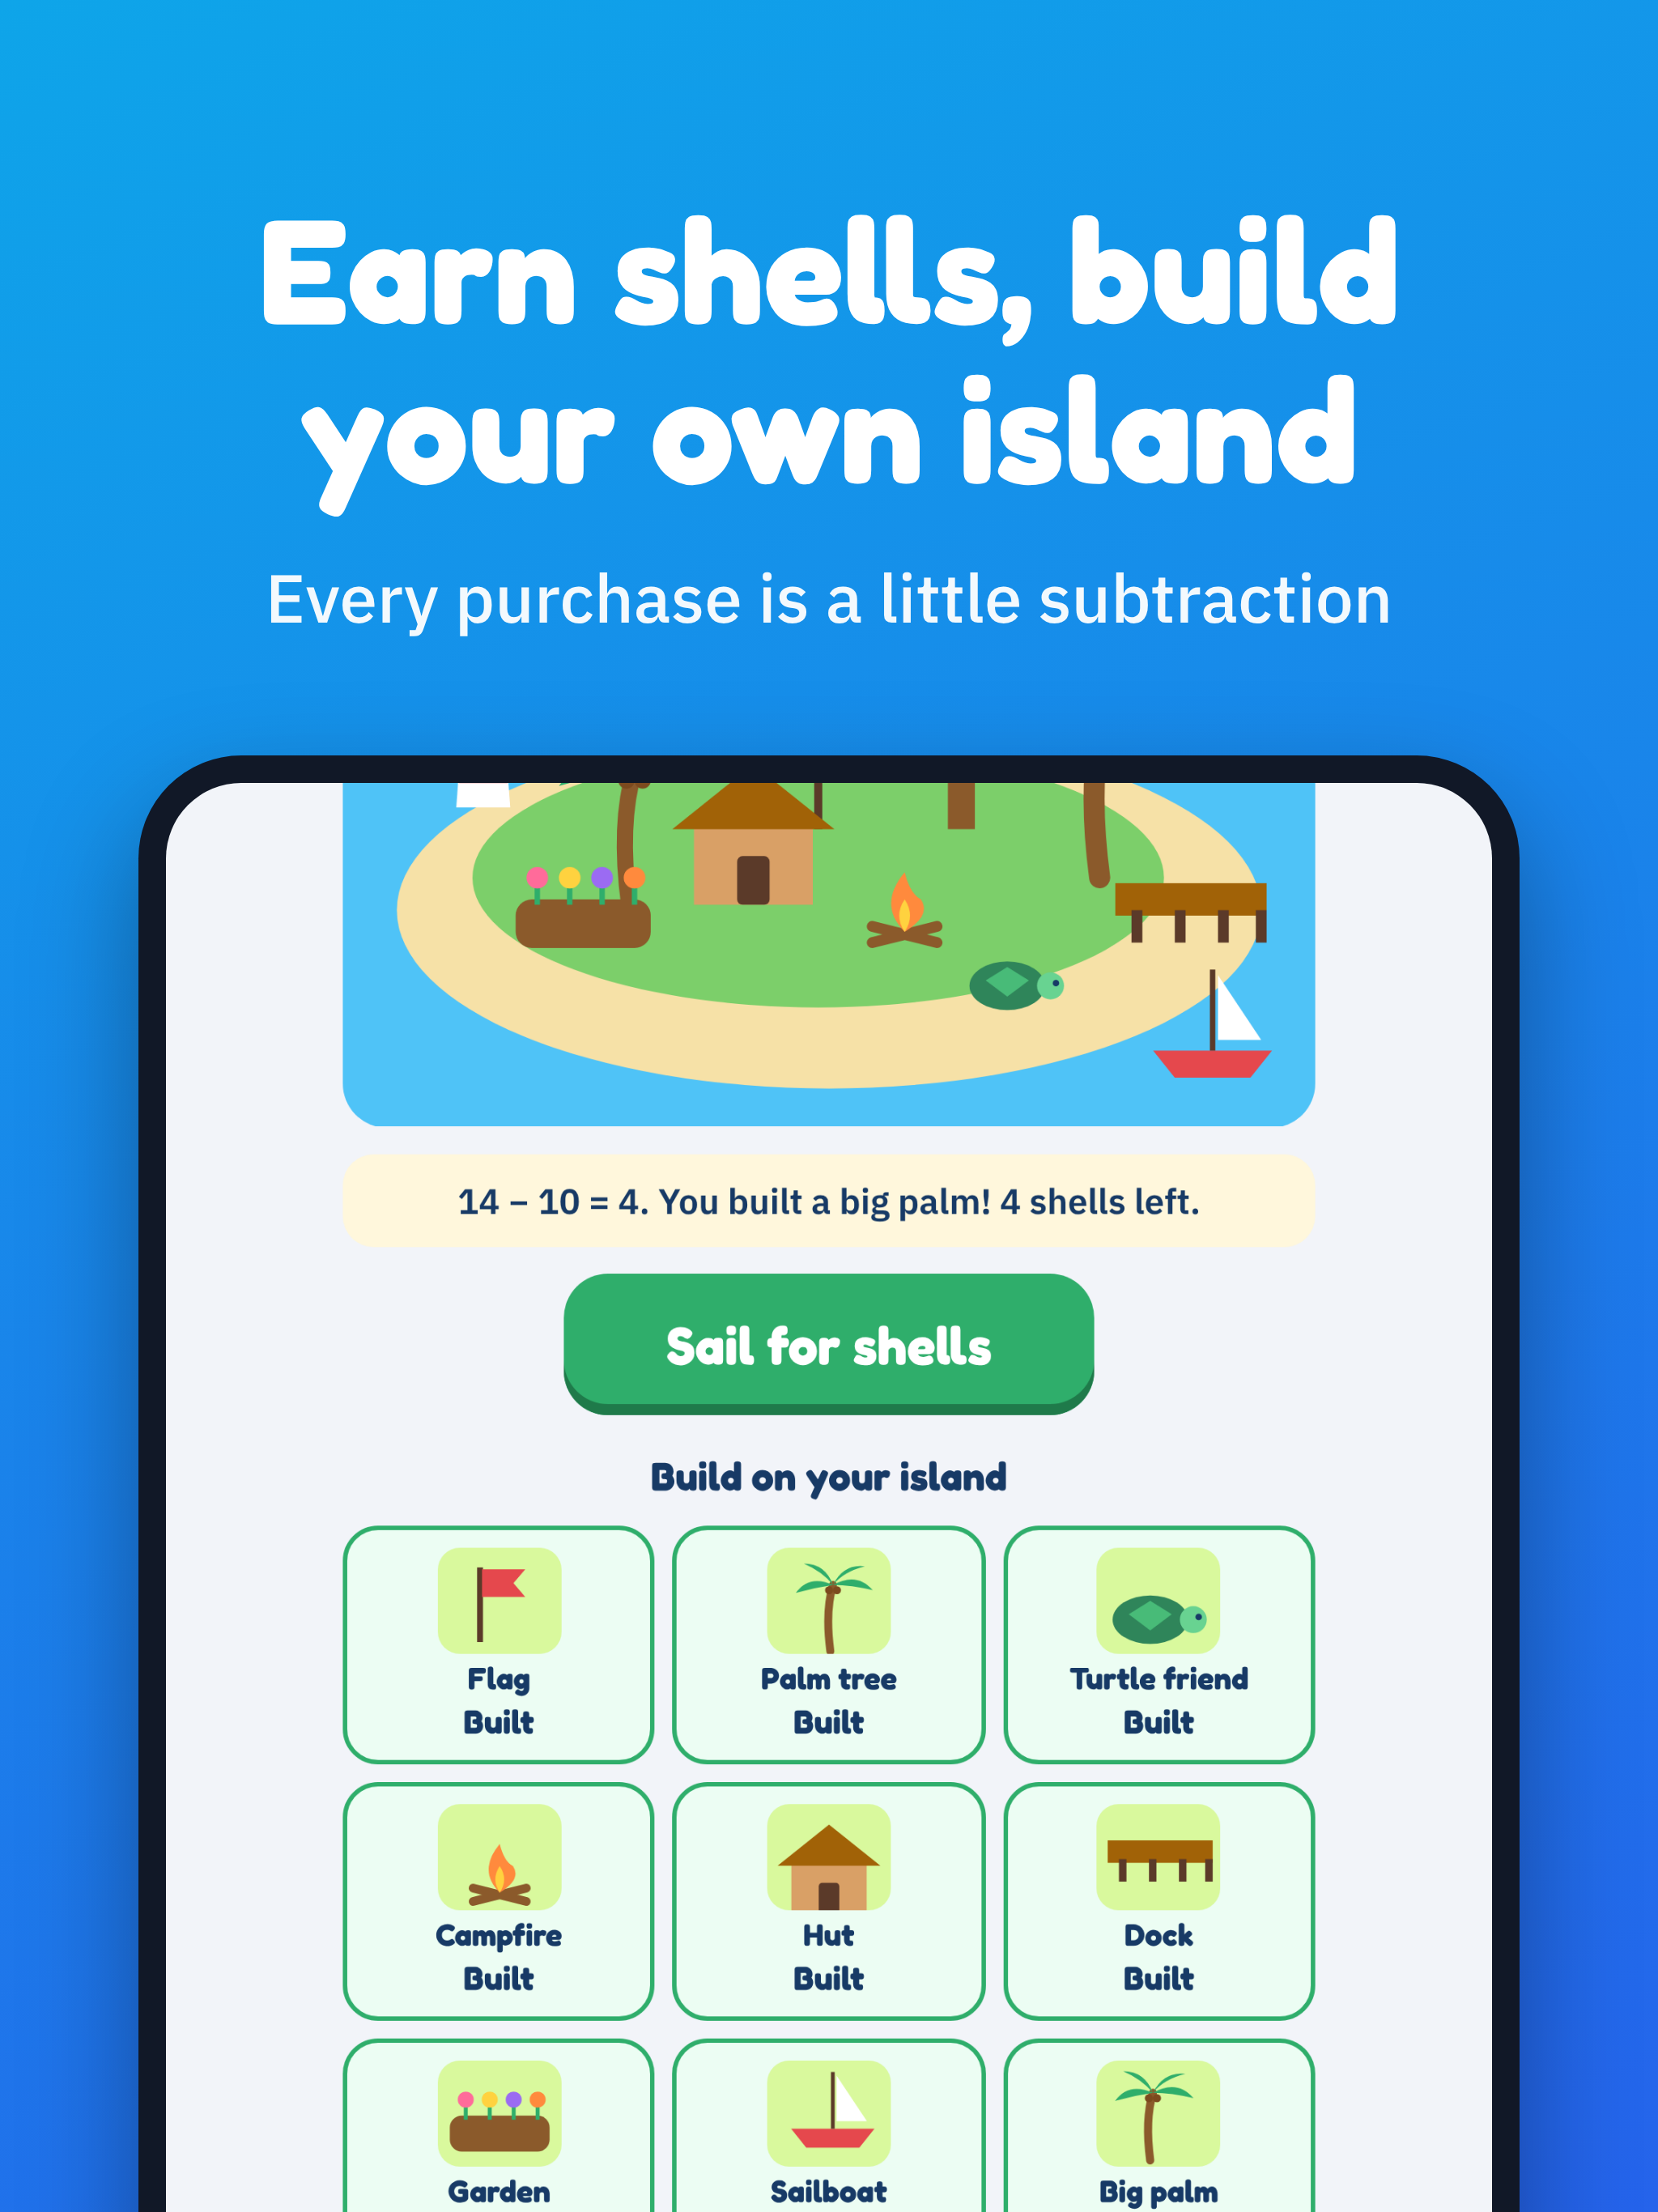 Earn shells, build
your own island
Every purchase is a little subtraction
14 – 10 = 4. You built a big palm! 4 shells left.
Sail for shells
Build on your island
Flag
Built
Palm tree
Built
Turtle friend
Built
Campfire
Built
Hut
Built
Dock
Built
Garden
Sailboat
Big palm